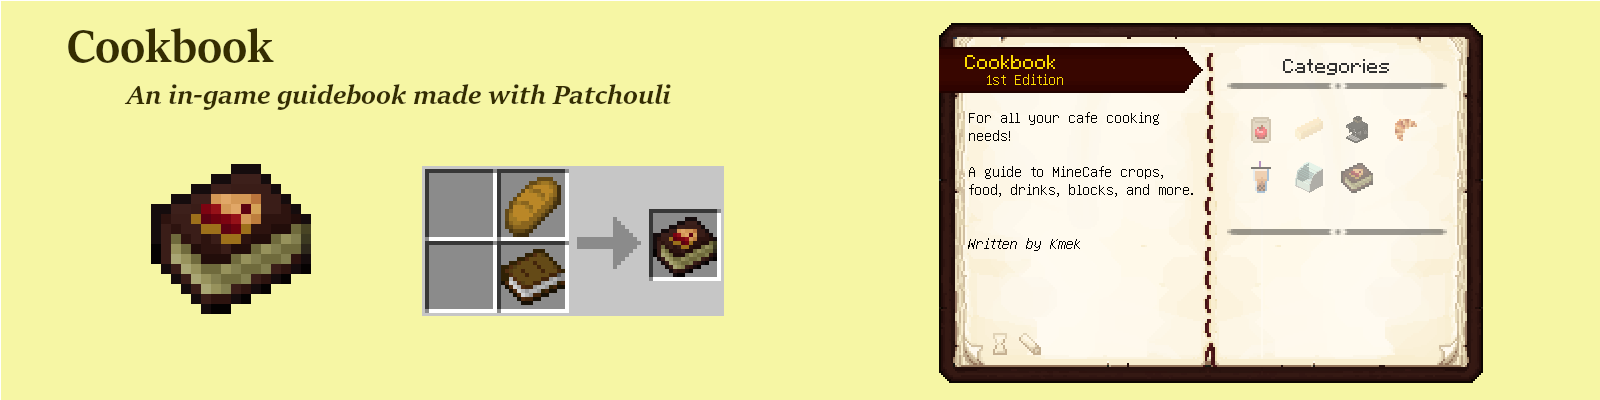 Cookbook
An in-game guidebook made with Patchouli
Cookbook
1st Edition
For all your cafe cooking
needs!
A guide to MineCafe crops,
food, drinks, blocks, and more.
Written by Kmek
Categories